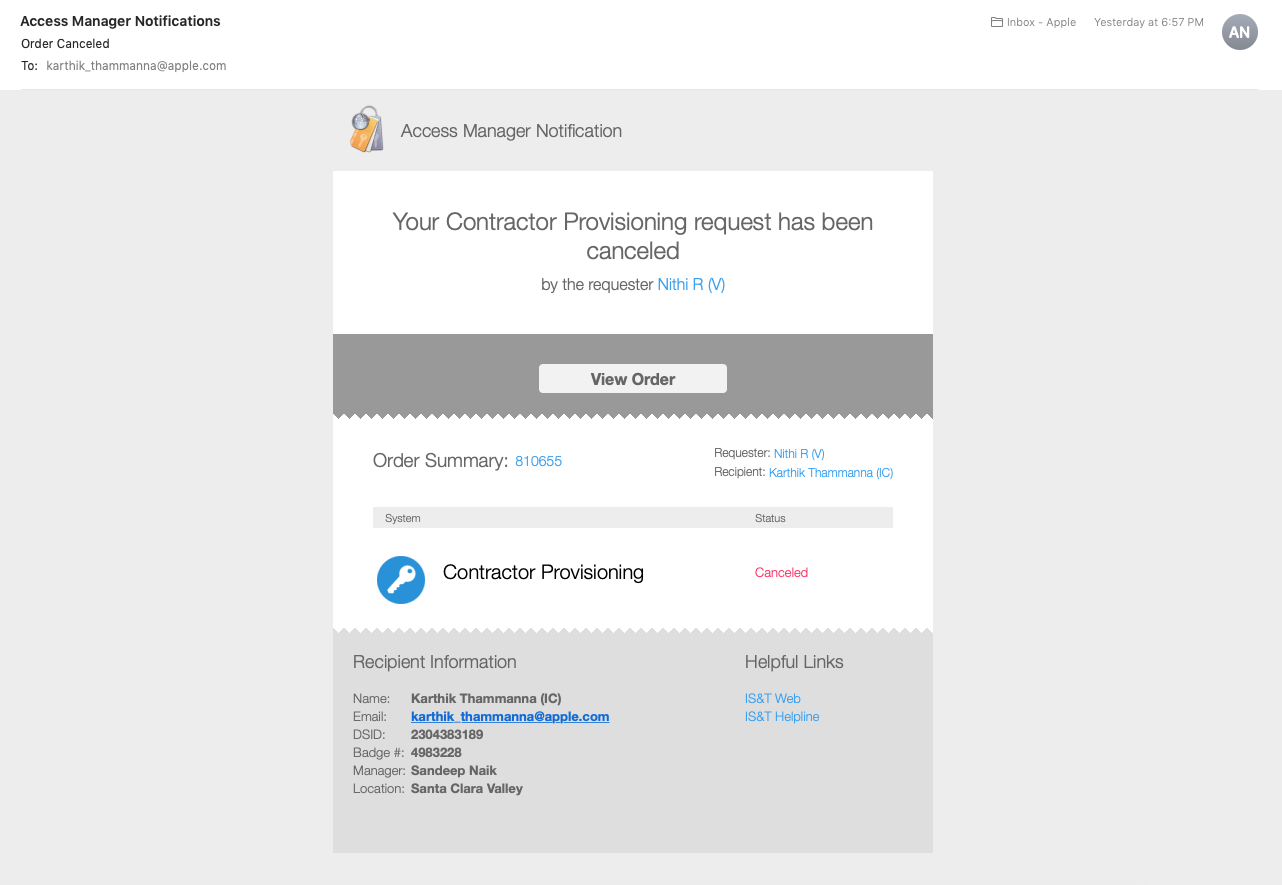 Access Manager Notifications
Inbox - Apple
Yesterday at 6:57 PM
AN
Order Canceled
To: karthik_thammanna@apple.com
Access Manager Notification
Your Contractor Provisioning request has been
canceled
by the requester Nithi R (V)
View Order
Order Summary: 810655
Requester: Nithi R (V)
Recipient: Karthik Thammanna (IC)
System Status
Contractor Provisioning Canceled
Recipient Information
Name: Karthik Thammanna (IC)
Email: karthik_thammanna@apple.com
DSID: 2304383189
Badge #: 4983228
Manager: Sandeep Naik
Location: Santa Clara Valley
Helpful Links
IS&T Web
IS&T Helpline